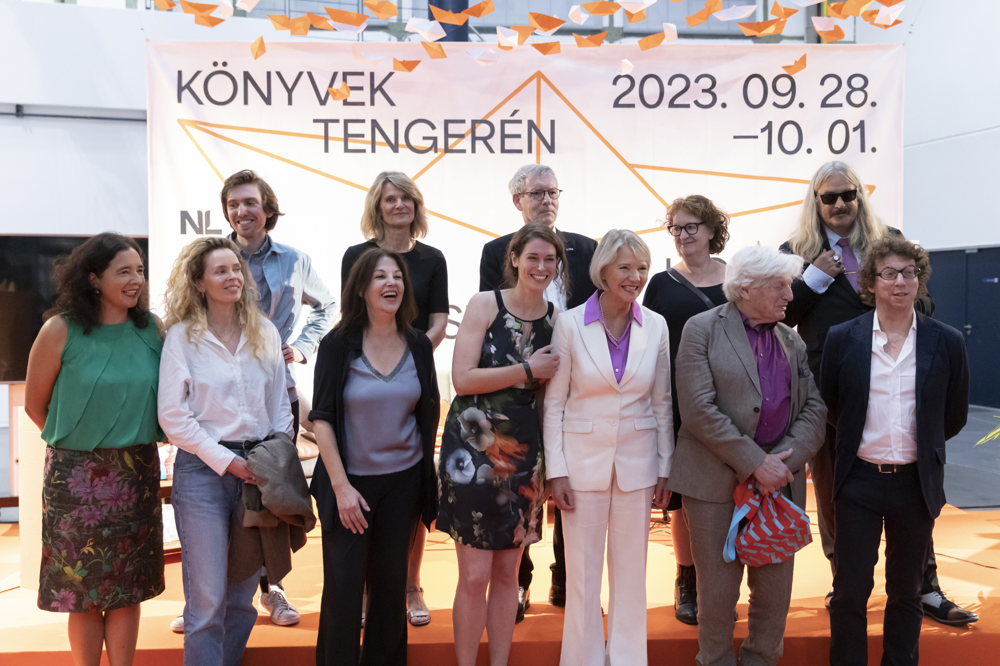 KÖNYVEK
TENGERÉN
2023. 09. 28.
–10. 01.
NL